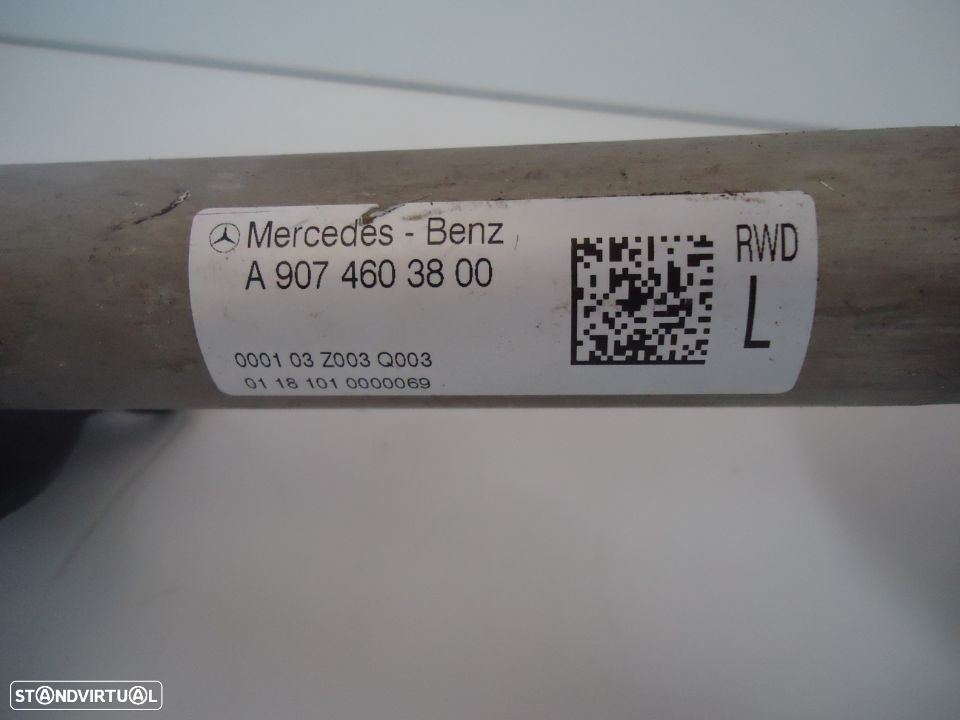 Mercedes - Benz
A 907 460 38 00
RWD
L
0001 03 Z003 Q003
01 18 101 0000069
STANDVIRTUAL